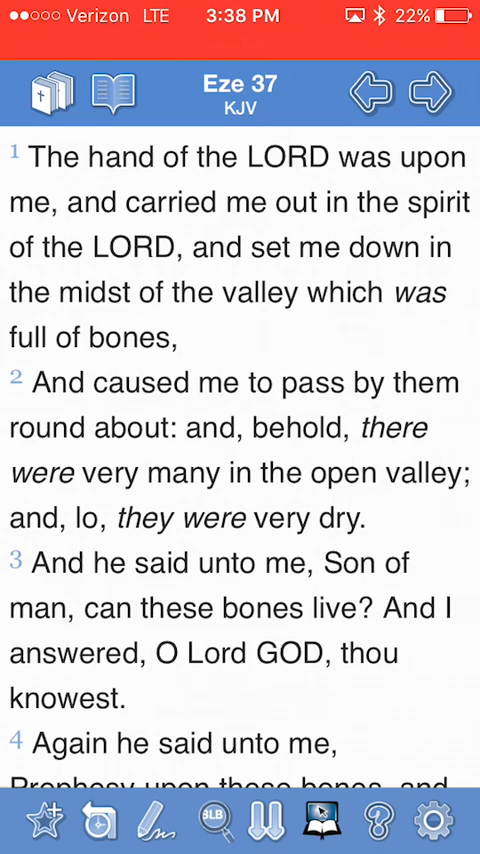 Verizon LTE 3:38 PM 22%
Eze 37
KJV
1 The hand of the LORD was upon
me, and carried me out in the spirit
of the LORD, and set me down in
the midst of the valley which was
full of bones,
2 And caused me to pass by them
round about: and, behold, there
were very many in the open valley;
and, lo, they were very dry.
3 And he said unto me, Son of
man, can these bones live? And I
answered, O Lord GOD, thou
knowest.
4 Again he said unto me,
Prophesy upon these bones, and
BLB